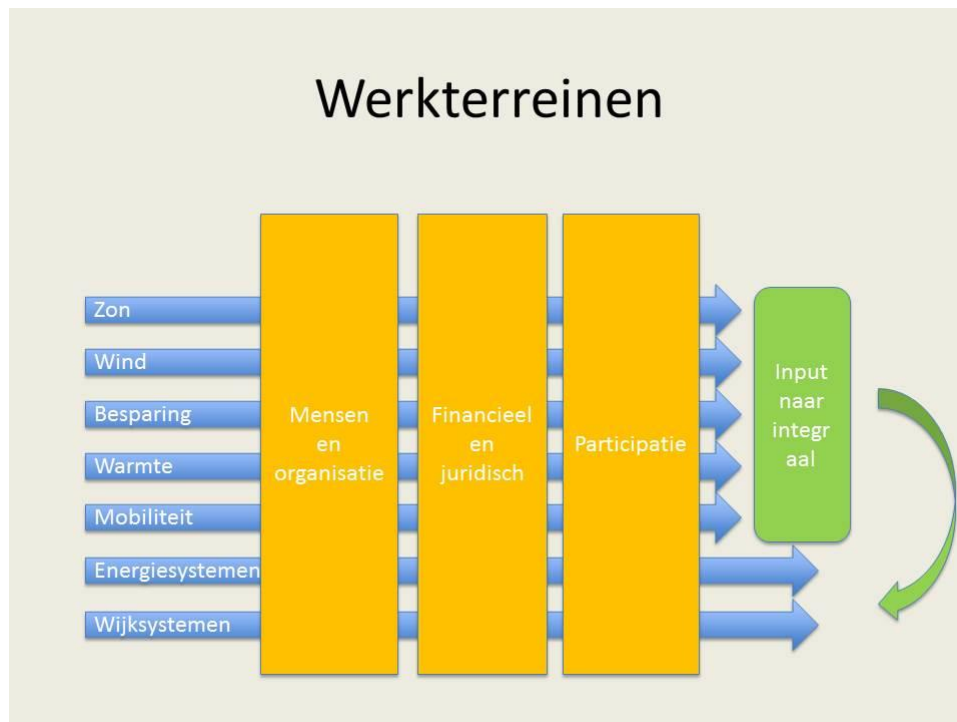 Werkterreinen
Zon
Wind
Besparing
Warmte
Mobiliteit
Energiesystemen
Wijksystemen
Mensen
en
organisatie
Financieel
en
juridisch
Participatie
Input
naar
integr
aal